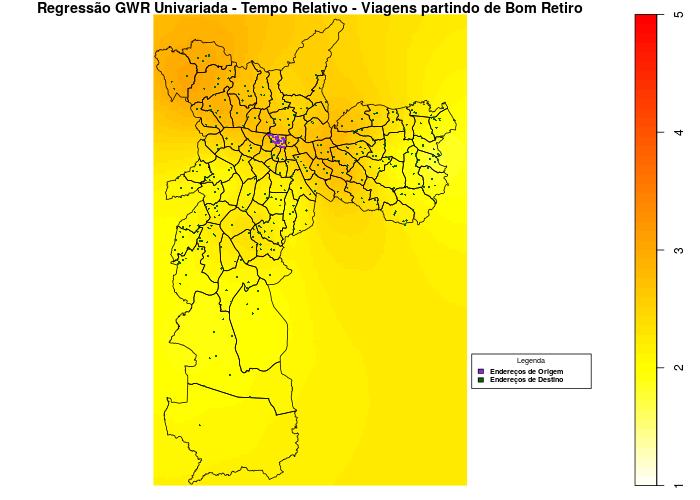 Regressão GWR Univariada - Tempo Relativo - Viagens partindo de Bom Retiro
5
4
3
2
1
Legenda
Endereços de Origem
Endereços de Destino